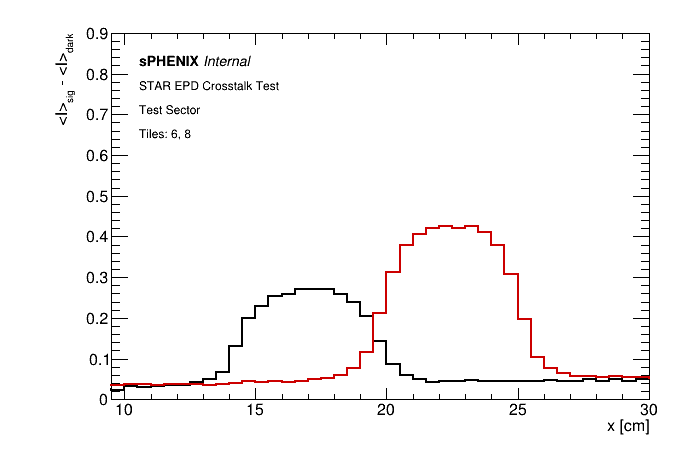 0.9
<I>sig - <I>dark
sPHENIX Internal
0.8
STAR EPD Crosstalk Test
0.7
Test Sector
Tiles: 6, 8
0.6
0.5
0.4
0.3
0.2
0.1
0
10 15 20 25 30
x [cm]